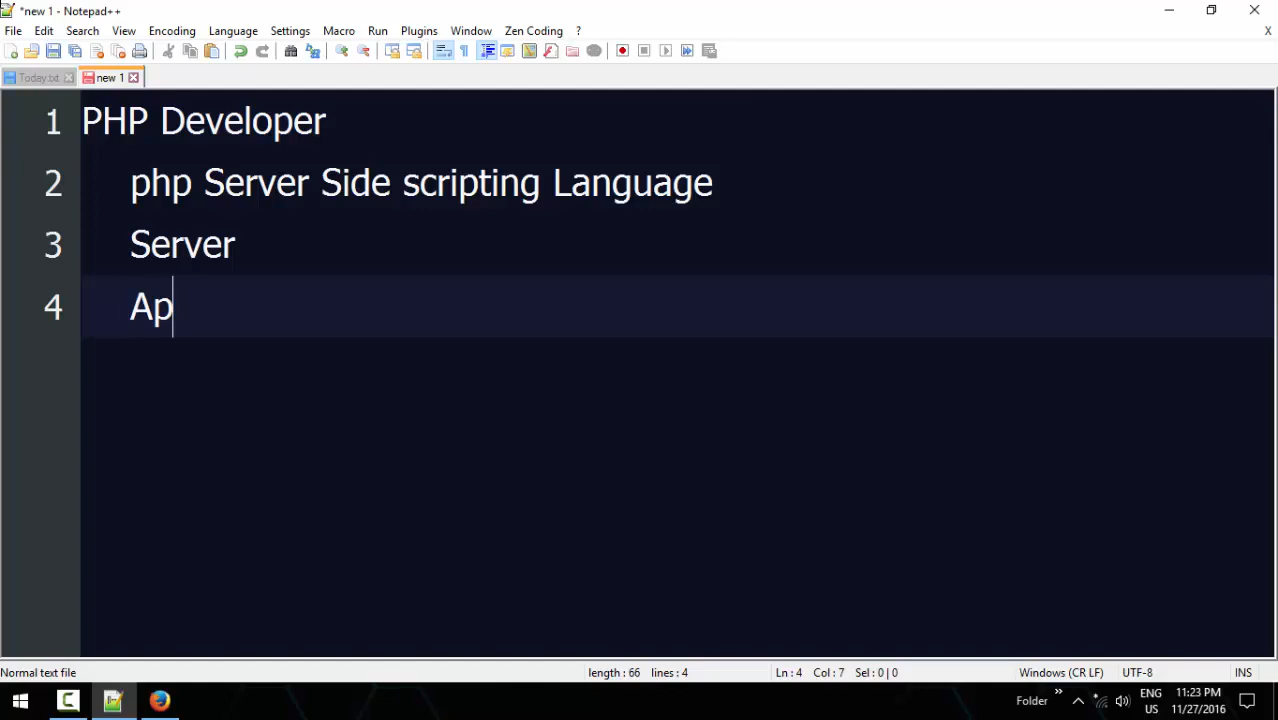 *new 1 - Notepad++
File Edit Search View Encoding Language Settings Macro Run Plugins Window Zen Coding ? X
Today.txt new 1
1 PHP Developer
2 php Server Side scripting Language
3 Server
4 Ap
Normal text file length : 66 lines : 4 Ln : 4 Col : 7 Sel : 0 | 0 Windows (CR LF) UTF-8 INS
Folder » ENG 11:23 PM
US 11/27/2016